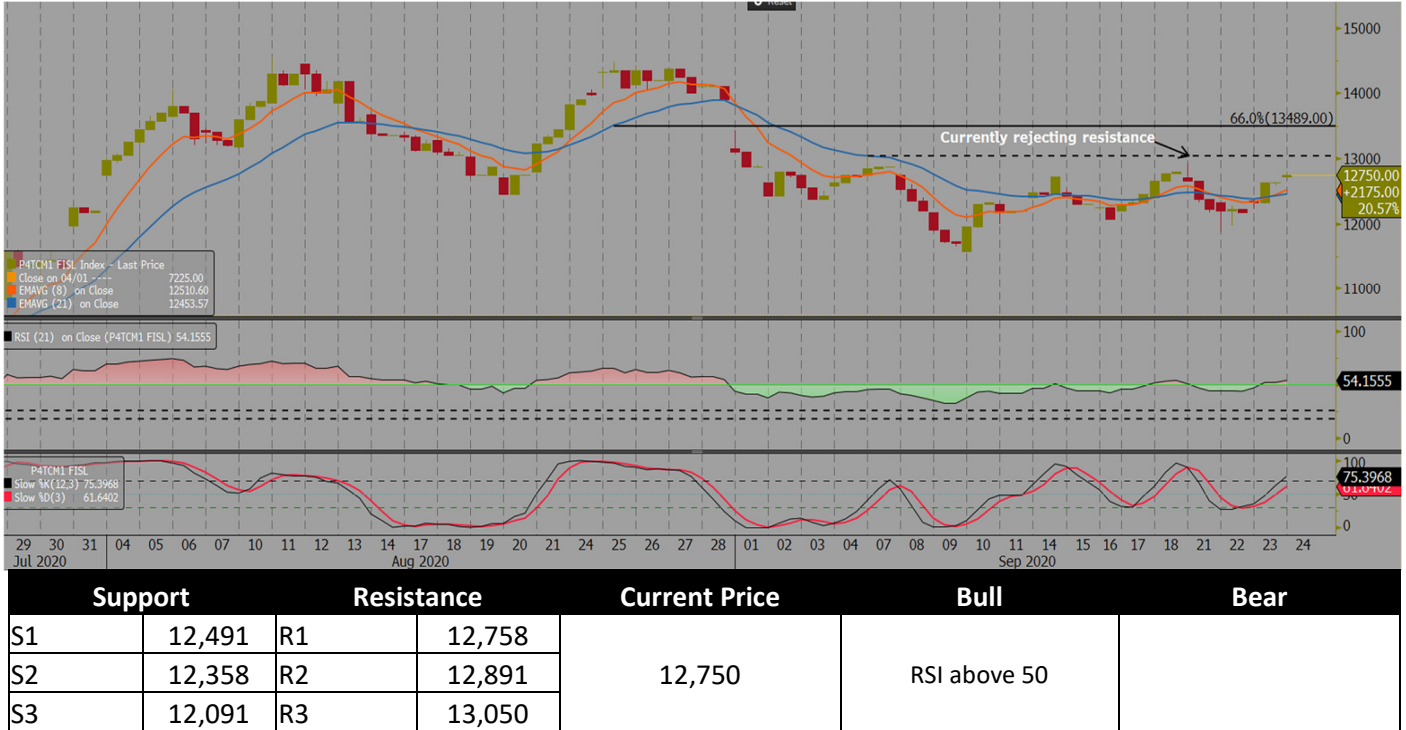 Reset
15000
14000
66.0%(13489.00)
Currently rejecting resistance
13000
12750.00
+2175.00
20.57%
12000
11000
P4TCM1 FISL Index - Last Price
Close on 04/01 ---- 7225.00
EMAVG (8) on Close 12510.60
EMAVG (21) on Close 12453.57
RSI (21) on Close (P4TCM1 FISL) 54.1555
100
54.1555
0
P4TCM1 FISL
Slow %K(12,3) 75.3968
Slow %D(3) 61.6402
100
75.3968
61.6402
50
0
29 30 31 04 05 06 07 10 11 12 13 14 17 18 19 20 21 24 25 26 27 28 01 02 03 04 07 08 09 10 11 14 15 16 17 18 21 22 23 24
Jul 2020 Aug 2020 Sep 2020
Support Resistance Current Price Bull Bear
S1 12,491 R1 12,758
S2 12,358 R2 12,891 12,750 RSI above 50
S3 12,091 R3 13,050